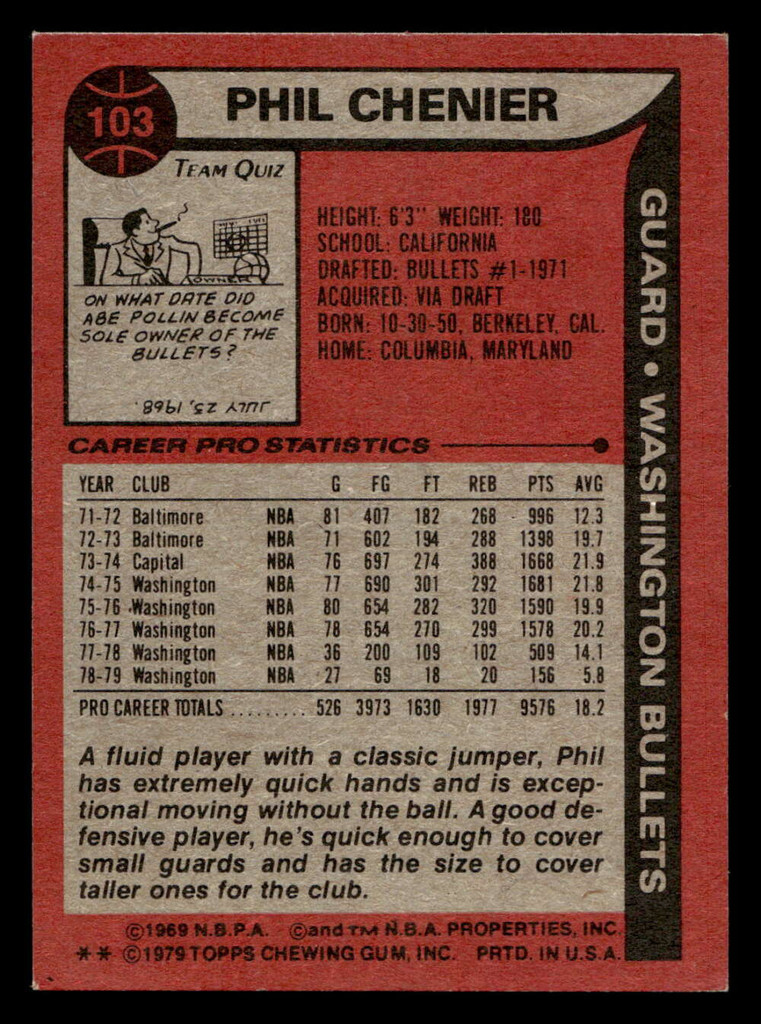 103
PHIL CHENIER
TEAM QUIZ
OWNER
ON WHAT DATE DID
ABE POLLIN BECOME
SOLE OWNER OF THE
BULLETS?
JULY 25, 1968.
HEIGHT: 6'3" WEIGHT: 180
SCHOOL: CALIFORNIA
DRAFTED: BULLETS #1-1971
ACQUIRED: VIA DRAFT
BORN: 10-30-50, BERKELEY, CAL.
HOME: COLUMBIA, MARYLAND
GUARD • WASHINGTON BULLETS
CAREER PRO STATISTICS
YEAR CLUB G FG FT REB PTS AVG
71-72 Baltimore NBA 81 407 182 268 996 12.3
72-73 Baltimore NBA 71 602 194 288 1398 19.7
73-74 Capital NBA 76 697 274 388 1668 21.9
74-75 Washington NBA 77 690 301 292 1681 21.8
75-76 Washington NBA 80 654 282 320 1590 19.9
76-77 Washington NBA 78 654 270 299 1578 20.2
77-78 Washington NBA 36 200 109 102 509 14.1
78-79 Washington NBA 27 69 18 20 156 5.8
PRO CAREER TOTALS ......... 526 3973 1630 1977 9576 18.2
A fluid player with a classic jumper, Phil
has extremely quick hands and is excep-
tional moving without the ball. A good de-
fensive player, he's quick enough to cover
small guards and has the size to cover
taller ones for the club.
©1969 N.B.P.A. ©and TM N.B.A. PROPERTIES, INC.
** ©1979 TOPPS CHEWING GUM, INC. PRTD. IN U.S.A.